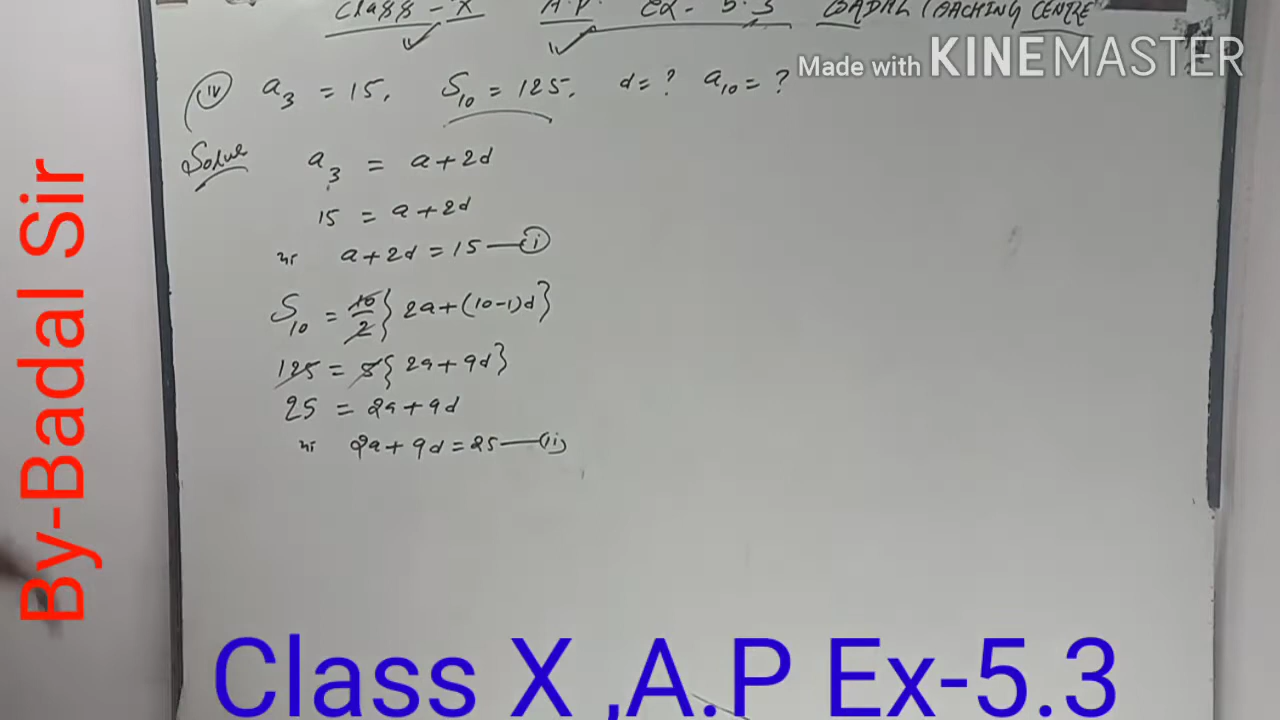 Class - X A.P. Ex - 5.3 BADAL COACHING CENTRE
Made with KINEMASTER
(iv) a₃ = 15, S₁₀ = 125, d = ? a₁₀ = ?
Solve a₃ = a + 2d
15 = a + 2d
या a + 2d = 15 — (i)
S₁₀ = 10/2 { 2a + (10-1)d }
125 = 5 { 2a + 9d }
25 = 2a + 9d
या 2a + 9d = 25 — (ii)
By-Badal Sir
Class X ,A.P Ex-5.3